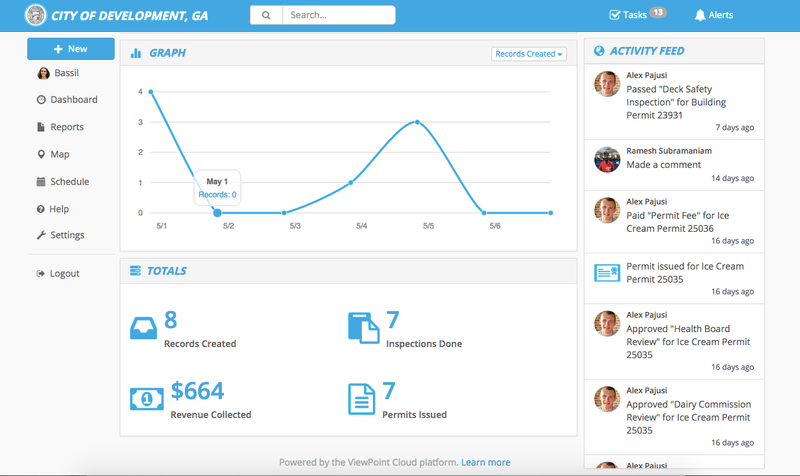 CITY OF DEVELOPMENT, GA
Search...
Tasks 13
Alerts
+ New
Bassil
Dashboard
Reports
Map
Schedule
Help
Settings
Logout
GRAPH
Records Created
4
3
2
1
0
May 1
Records: 0
5/1 5/2 5/3 5/4 5/5 5/6
TOTALS
8
Records Created
7
Inspections Done
$664
Revenue Collected
7
Permits Issued
ACTIVITY FEED
Alex Pajusi
Passed "Deck Safety
Inspection" for Building
Permit 23931
7 days ago
Ramesh Subramaniam
Made a comment
14 days ago
Alex Pajusi
Paid "Permit Fee" for Ice
Cream Permit 25036
16 days ago
Permit issued for Ice Cream
Permit 25035
16 days ago
Alex Pajusi
Approved "Health Board
Review" for Ice Cream Permit
25035
16 days ago
Alex Pajusi
Approved "Dairy Commission
Review" for Ice Cream Permit
25035
16 days ago
Alex Pajusi
Powered by the ViewPoint Cloud platform. Learn more